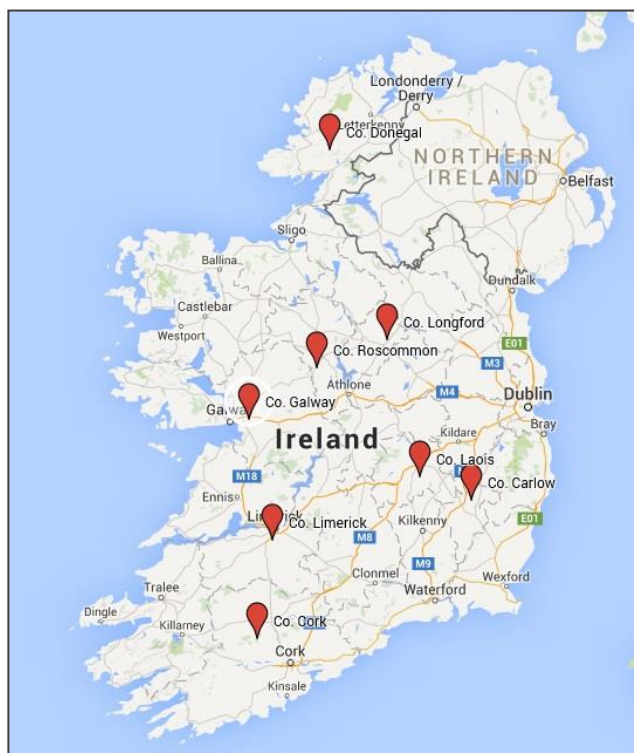 Londonderry /
Derry
Letterkenny
Co. Donegal
NORTHERN
IRELAND
Belfast
Sligo
Ballina
Dundalk
Castlebar
Westport
Co. Longford
E01
Co. Roscommon
M3
Athlone
M4
Dublin
Co. Galway
Galway
Ireland
Kildare
Bray
Co. Laois
M18
Co. Carlow
Ennis
Limerick
Co. Limerick
Kilkenny
E01
M8
Clonmel
M9
Wexford
Tralee
Waterford
Dingle
Killarney
Co. Cork
Cork
Kinsale